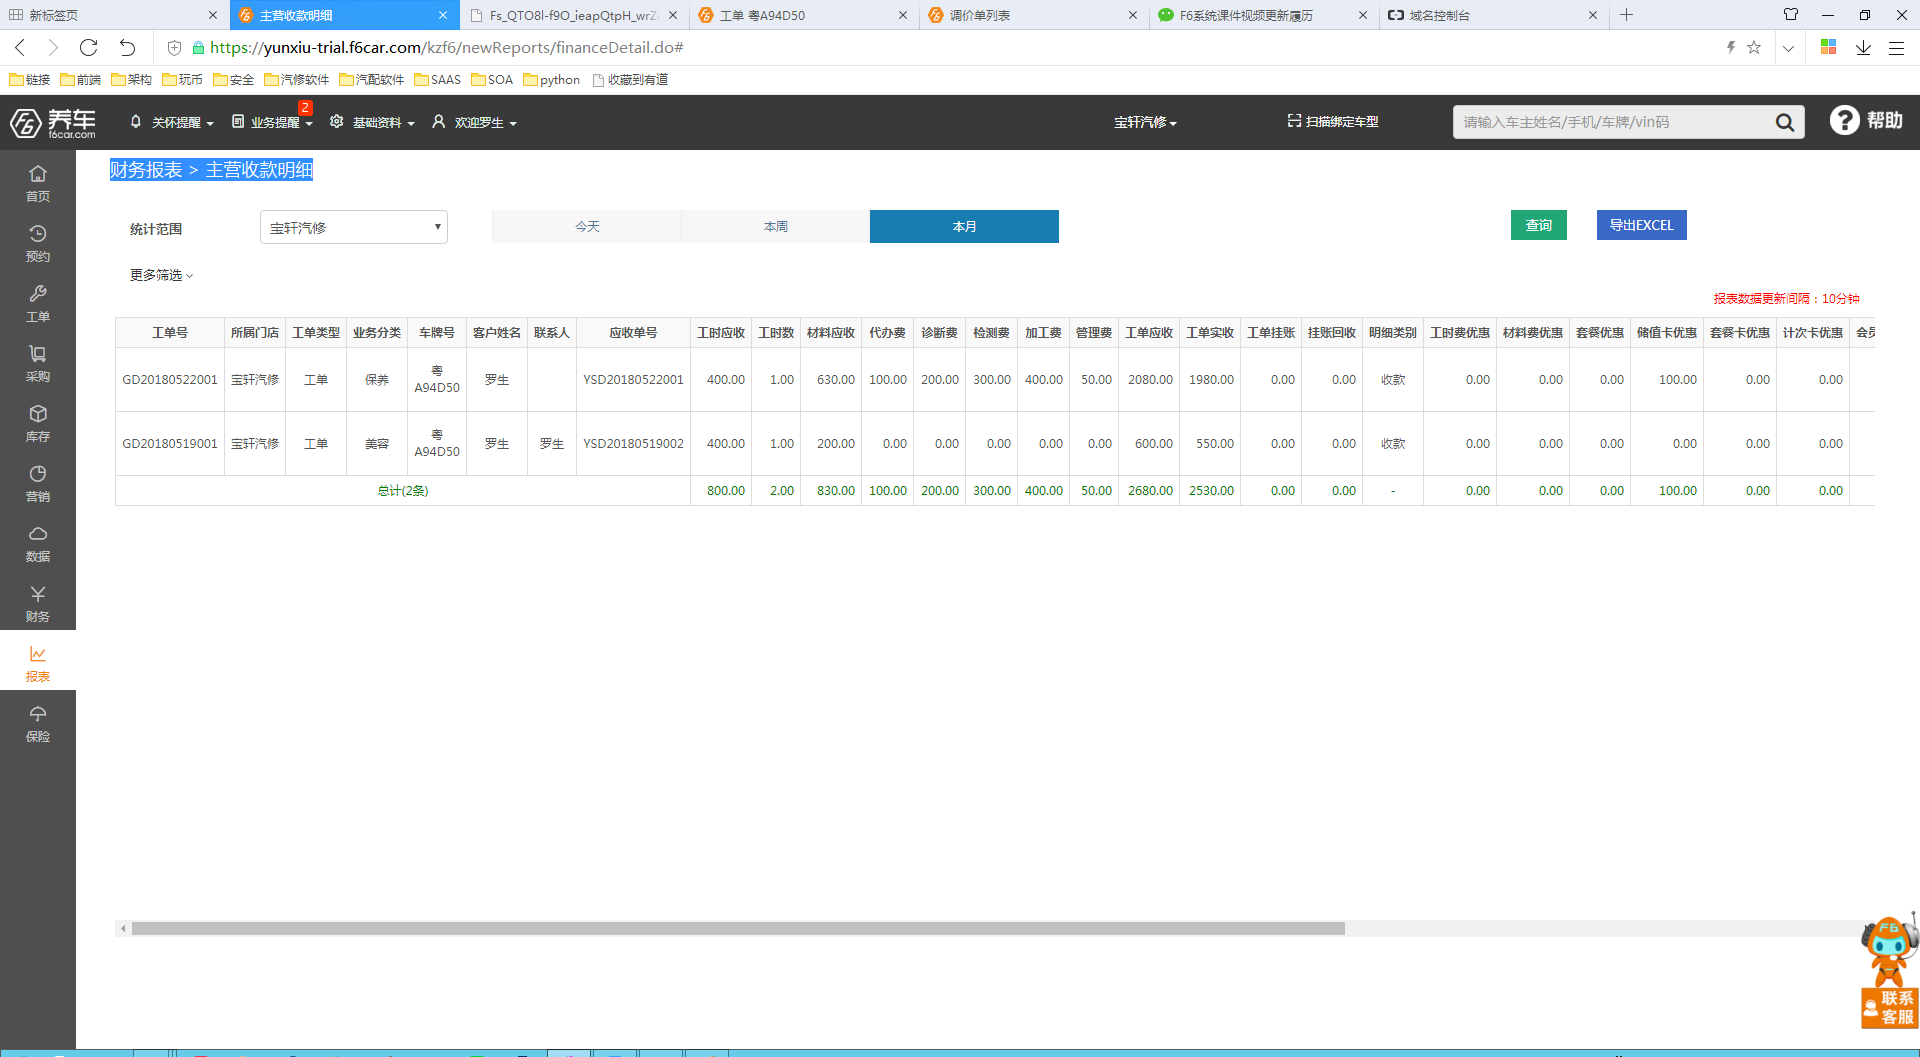 新标签页
主营收款明细
Fs_QTO8l-f9O_ieapQtpH_wrZ
工单 粤A94D50
调价单列表
F6系统课件视频更新履历
域名控制台
https://yunxiu-trial.f6car.com/kzf6/newReports/financeDetail.do#
链接 前端 架构 玩币 安全 汽修软件 汽配软件 SAAS SOA python 收藏到有道
养车
f6car.com
关怀提醒 业务提醒 2 基础资料 欢迎罗生 宝轩汽修 扫描绑定车型 请输入车主姓名/手机/车牌/vin码 ? 帮助
首页
预约
工单
采购
库存
营销
数据
财务
报表
保险
财务报表 > 主营收款明细
统计范围 宝轩汽修 今天 本周 本月 查询 导出EXCEL
更多筛选
报表数据更新间隔：10分钟
工单号 所属门店 工单类型 业务分类 车牌号 客户姓名 联系人 应收单号 工时应收 工时数 材料应收 代办费 诊断费 检测费 加工费 管理费 工单应收 工单实收 工单挂账 挂账回收 明细类别 工时费优惠 材料费优惠 套餐优惠 储值卡优惠 套餐卡优惠 计次卡优惠 会员
GD20180522001 宝轩汽修 工单 保养 粤A94D50 罗生 YSD20180522001 400.00 1.00 630.00 100.00 200.00 300.00 400.00 50.00 2080.00 1980.00 0.00 0.00 收款 0.00 0.00 0.00 100.00 0.00 0.00
GD20180519001 宝轩汽修 工单 美容 粤A94D50 罗生 罗生 YSD20180519002 400.00 1.00 200.00 0.00 0.00 0.00 0.00 0.00 600.00 550.00 0.00 0.00 收款 0.00 0.00 0.00 0.00 0.00 0.00
总计(2条) 800.00 2.00 830.00 100.00 200.00 300.00 400.00 50.00 2680.00 2530.00 0.00 0.00 - 0.00 0.00 0.00 100.00 0.00 0.00
F6
联系
客服